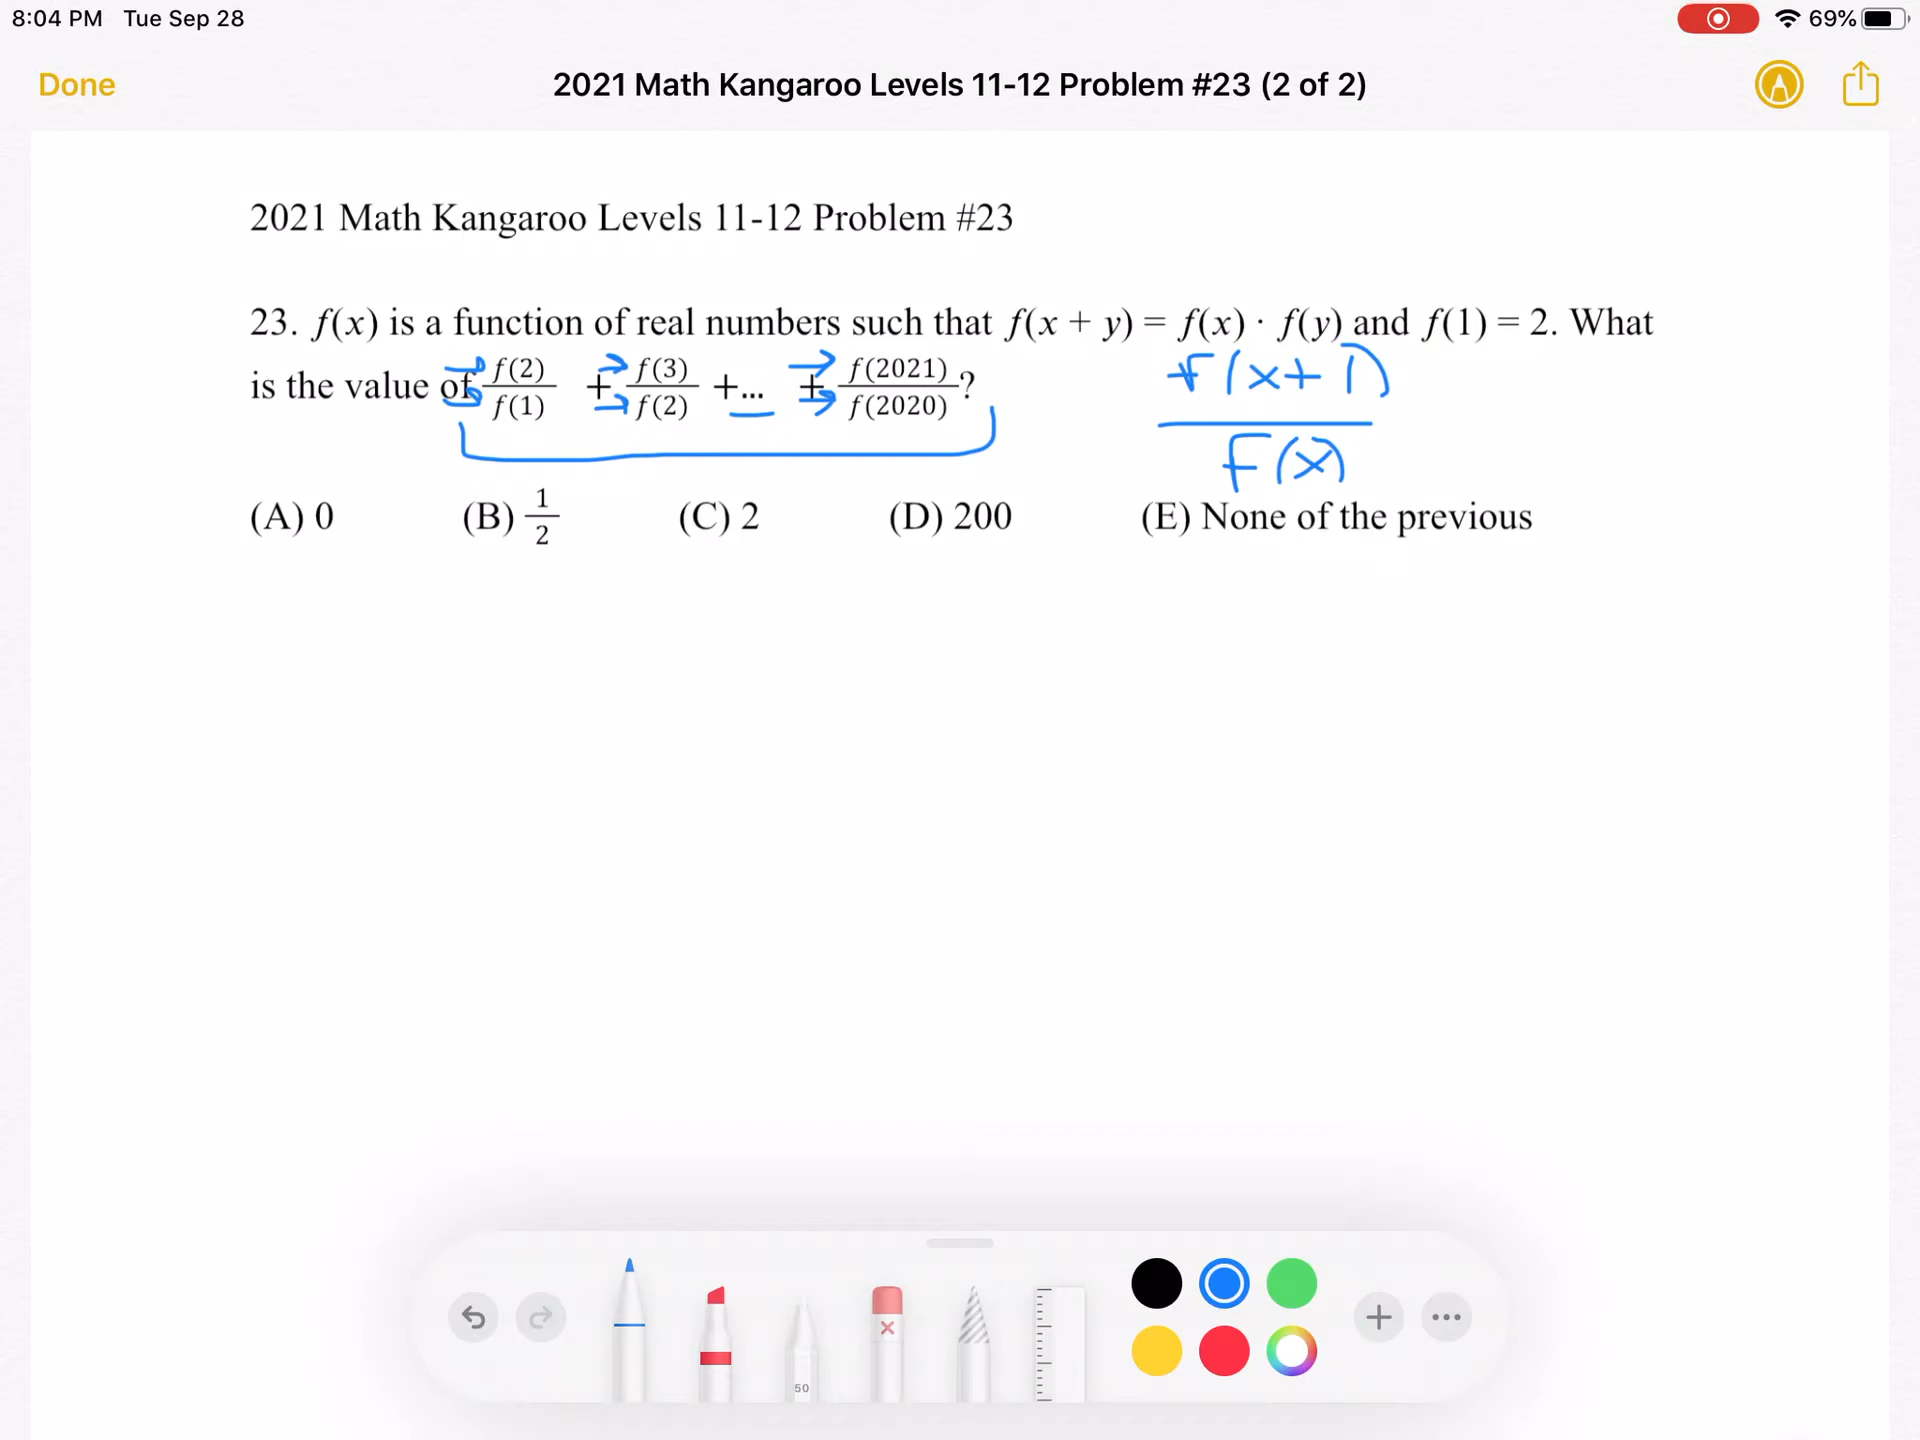 8:04 PM Tue Sep 28 69%
Done 2021 Math Kangaroo Levels 11-12 Problem #23 (2 of 2)
2021 Math Kangaroo Levels 11-12 Problem #23
23. f(x) is a function of real numbers such that f(x + y) = f(x) · f(y) and f(1) = 2. What
is the value of f(2)/f(1) + f(3)/f(2) +... + f(2021)/f(2020)?
f(x+1)
F(x)
(A) 0 (B) 1/2 (C) 2 (D) 200 (E) None of the previous
50